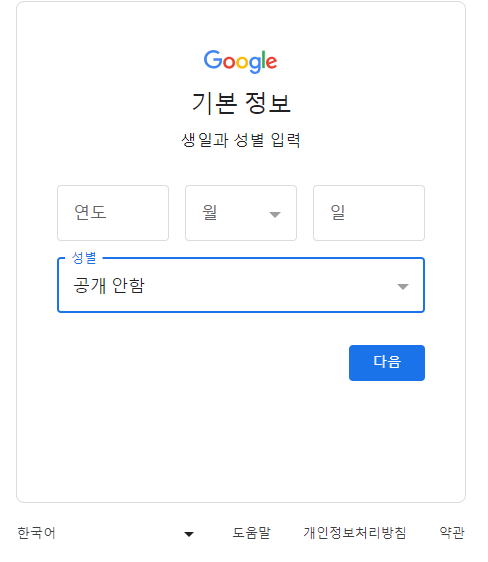 Google
기본 정보
생일과 성별 입력
연도 월 일
성별
공개 안함
다음
한국어 도움말 개인정보처리방침 약관